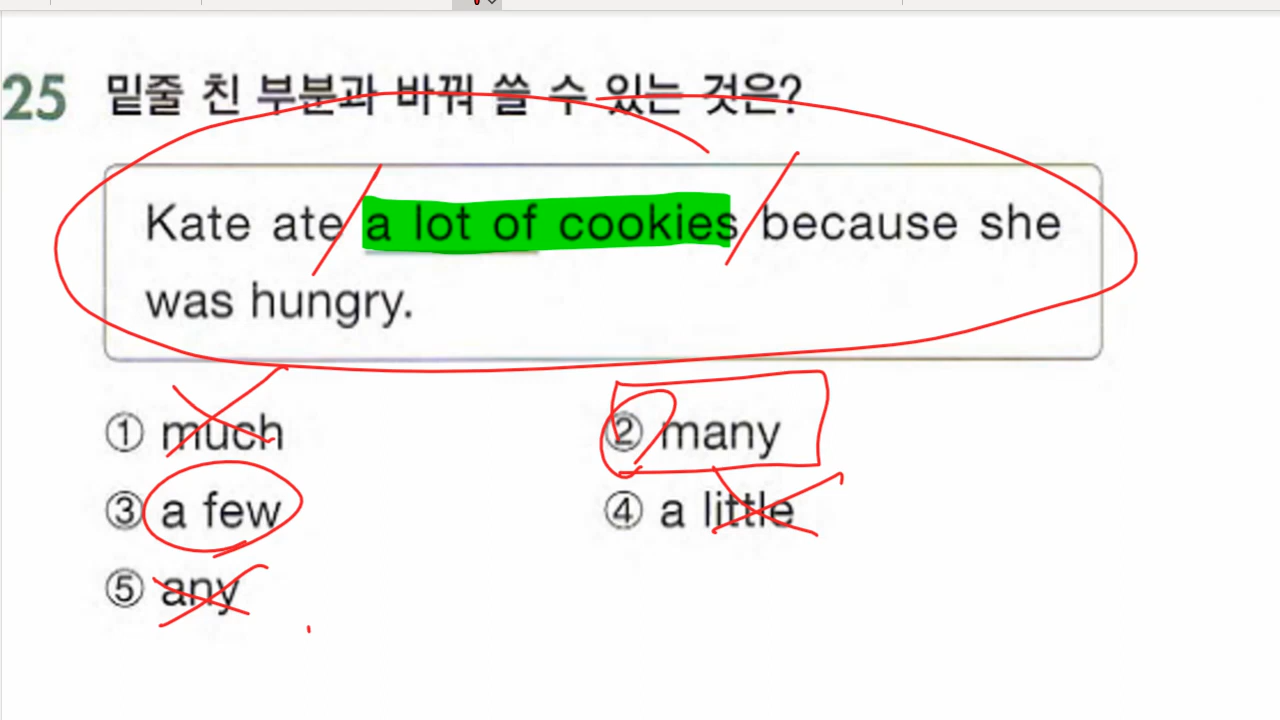 25 밑줄 친 부분과 바꿔 쓸 수 있는 것은?
Kate ate a lot of cookies because she
was hungry.
① much ② many
③ a few ④ a little
⑤ any